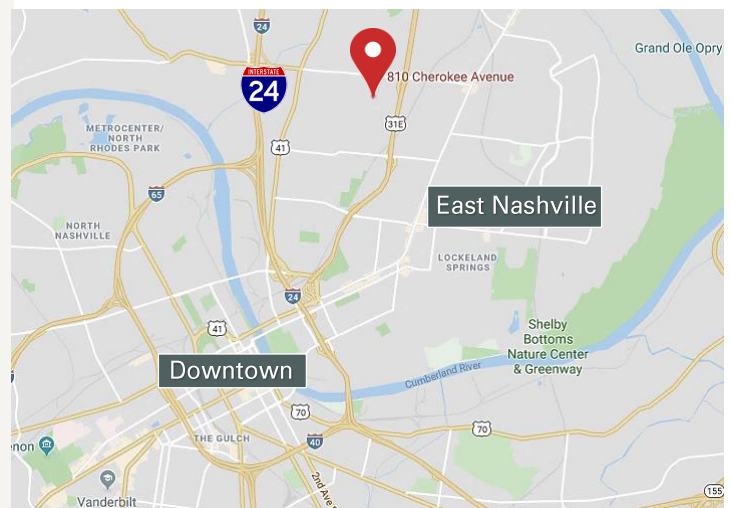 24
Grand Ole Opry
INTERSTATE
24
810 Cherokee Avenue
31E
METROCENTER/
NORTH
RHODES PARK
41
65
East Nashville
NORTH
NASHVILLE
LOCKELAND
SPRINGS
24
41
Shelby
Bottoms
Nature Center
& Greenway
Downtown
Cumberland River
70
70
THE GULCH
40
non
2nd Ave S
155
Vanderbilt